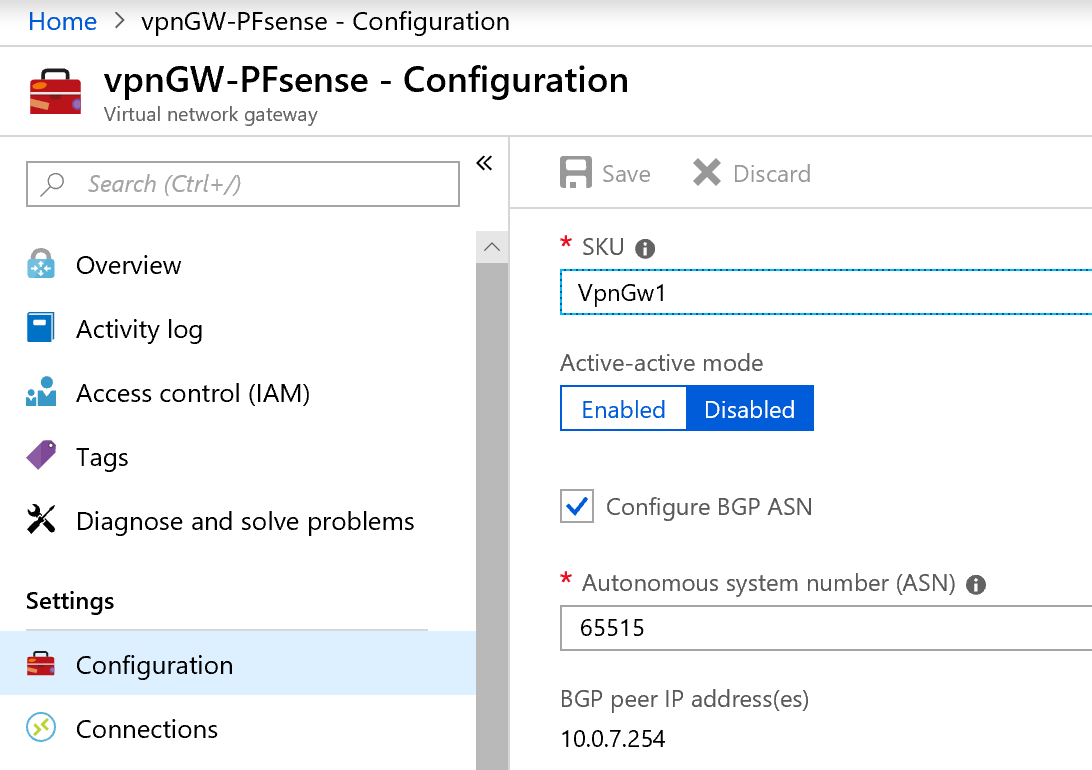 Home > vpnGW-PFsense - Configuration
vpnGW-PFsense - Configuration
Virtual network gateway
Search (Ctrl+/)
«
Overview
Activity log
Access control (IAM)
Tags
Diagnose and solve problems
Settings
Configuration
Connections
Save Discard
* SKU
VpnGw1
Active-active mode
Enabled Disabled
Configure BGP ASN
* Autonomous system number (ASN)
65515
BGP peer IP address(es)
10.0.7.254